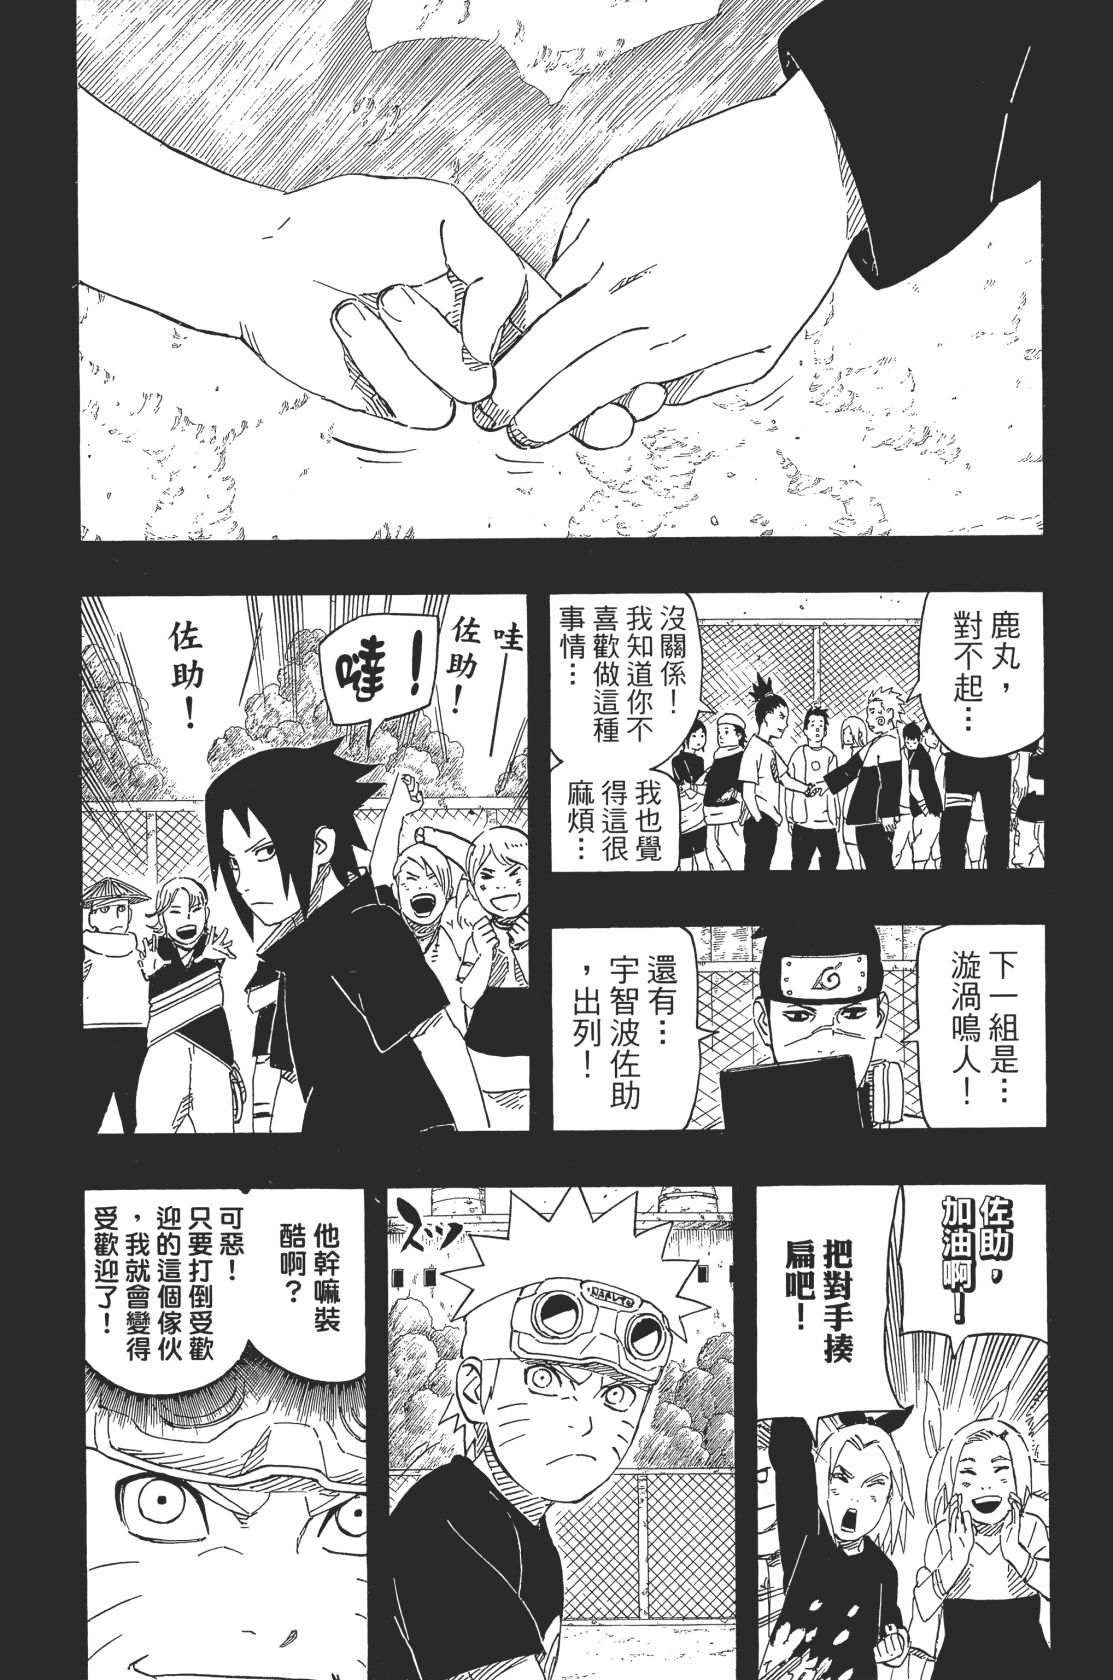 鹿丸，
對不起…
沒關係！
我知道你不
喜歡做這種
事情…
我也覺
得這很
麻煩…
下一組是…
漩渦鳴人！
還有…
宇智波佐助
，出列！
哇
佐助！
噠！
佐助！
佐助，
加油啊！
把對手揍
扁吧！
ズッ
NARUTO
他幹嘛裝
酷啊？
可惡！
只要打倒受歡
迎的這個傢伙
，我就會變得
受歡迎了！